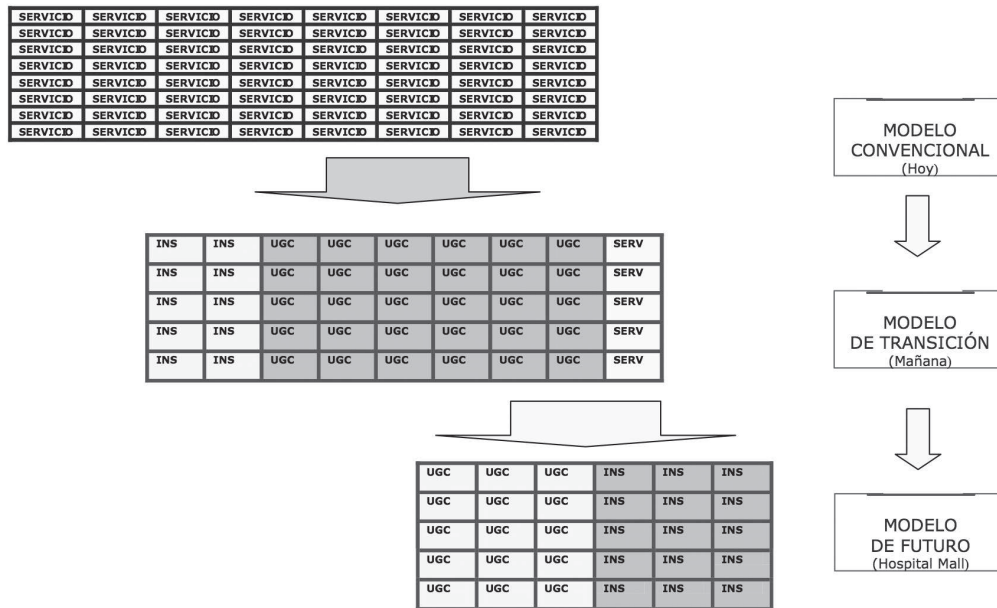 SERVICIO SERVICIO SERVICIO SERVICIO SERVICIO SERVICIO SERVICIO SERVICIO
SERVICIO SERVICIO SERVICIO SERVICIO SERVICIO SERVICIO SERVICIO SERVICIO
SERVICIO SERVICIO SERVICIO SERVICIO SERVICIO SERVICIO SERVICIO SERVICIO
SERVICIO SERVICIO SERVICIO SERVICIO SERVICIO SERVICIO SERVICIO SERVICIO
SERVICIO SERVICIO SERVICIO SERVICIO SERVICIO SERVICIO SERVICIO SERVICIO
SERVICIO SERVICIO SERVICIO SERVICIO SERVICIO SERVICIO SERVICIO SERVICIO
SERVICIO SERVICIO SERVICIO SERVICIO SERVICIO SERVICIO SERVICIO SERVICIO
SERVICIO SERVICIO SERVICIO SERVICIO SERVICIO SERVICIO SERVICIO SERVICIO
MODELO
CONVENCIONAL
(Hoy)
INS INS UGC UGC UGC UGC UGC UGC SERV
INS INS UGC UGC UGC UGC UGC UGC SERV
INS INS UGC UGC UGC UGC UGC UGC SERV
INS INS UGC UGC UGC UGC UGC UGC SERV
INS INS UGC UGC UGC UGC UGC UGC SERV
MODELO
DE TRANSICIÓN
(Mañana)
UGC UGC UGC INS INS INS
UGC UGC UGC INS INS INS
UGC UGC UGC INS INS INS
UGC UGC UGC INS INS INS
UGC UGC UGC INS INS INS
MODELO
DE FUTURO
(Hospital Mall)